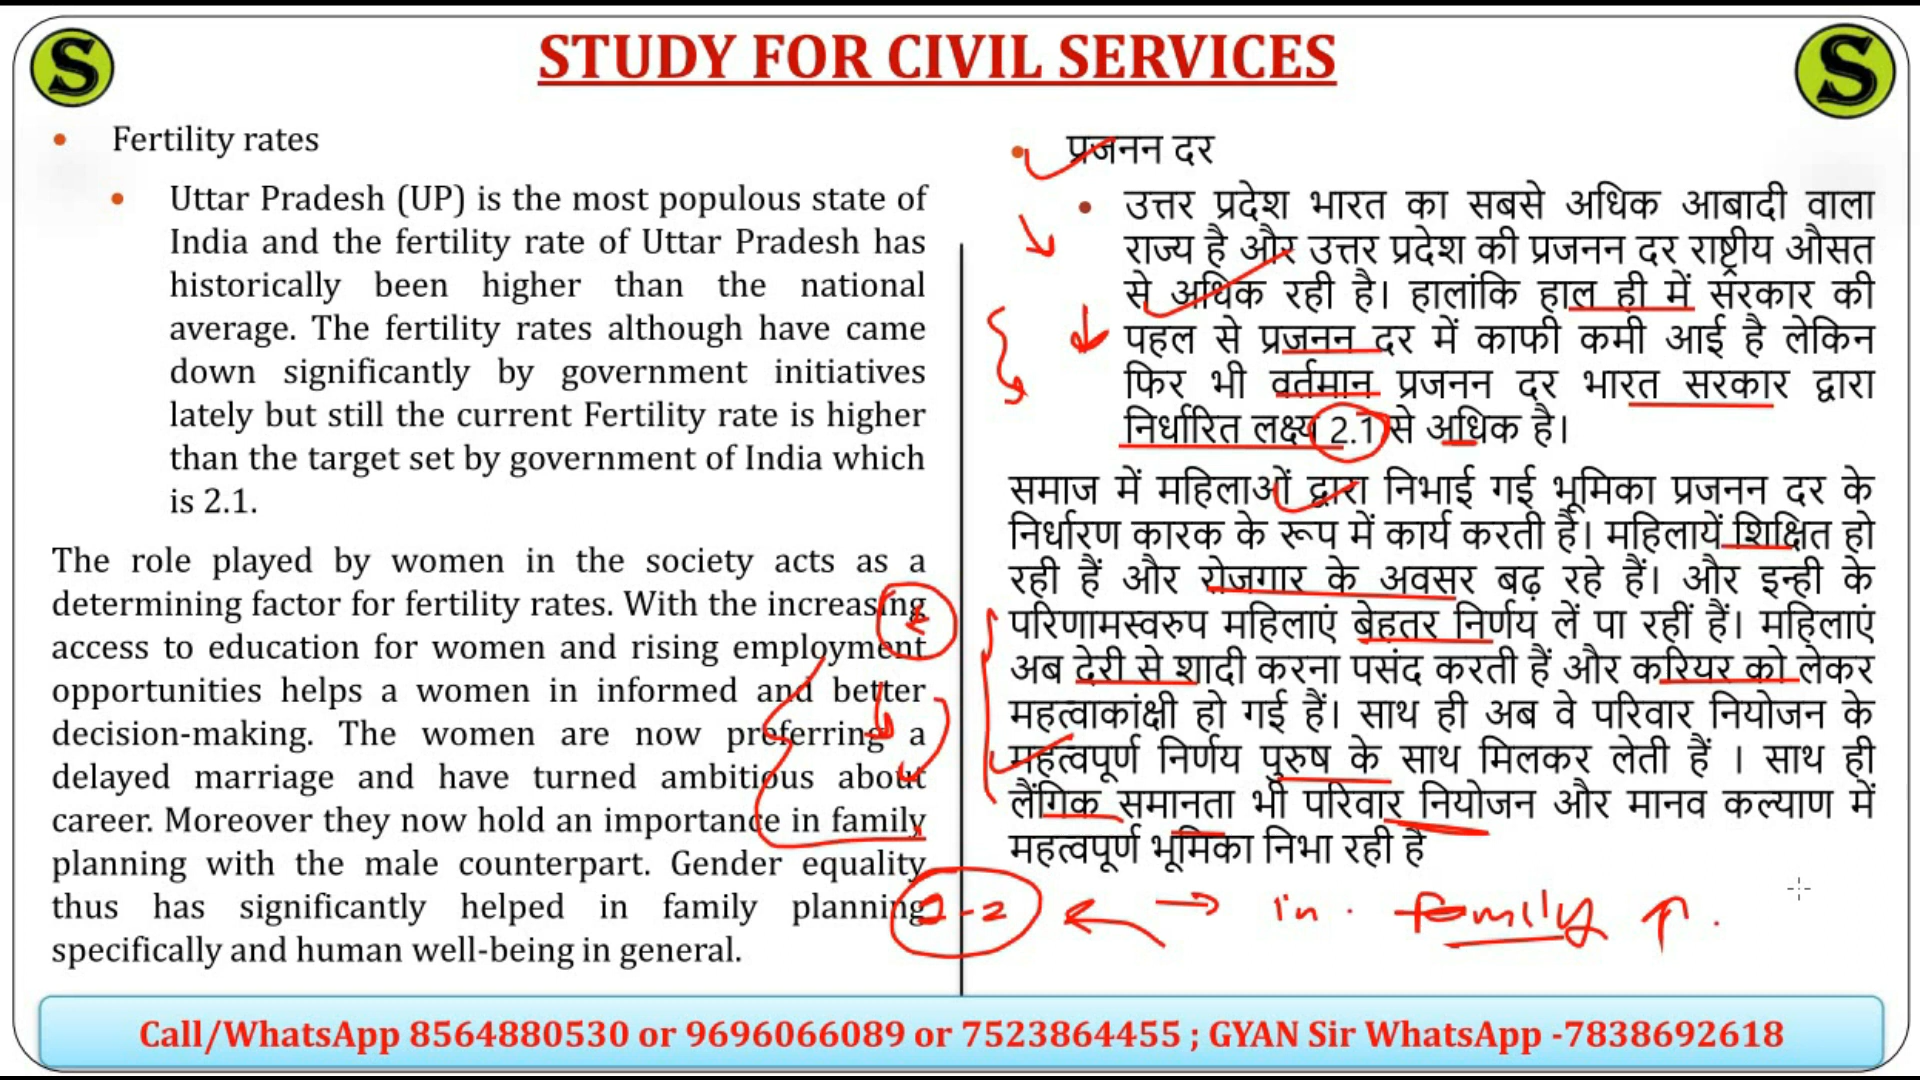 S
STUDY FOR CIVIL SERVICES
S
Fertility rates
Uttar Pradesh (UP) is the most populous state of
India and the fertility rate of Uttar Pradesh has
historically been higher than the national
average. The fertility rates although have came
down significantly by government initiatives
lately but still the current Fertility rate is higher
than the target set by government of India which
is 2.1.
The role played by women in the society acts as a
determining factor for fertility rates. With the increasing
access to education for women and rising employment
opportunities helps a women in informed and better
decision-making. The women are now preferring a
delayed marriage and have turned ambitious about
career. Moreover they now hold an importance in family
planning with the male counterpart. Gender equality
thus has significantly helped in family planning
specifically and human well-being in general.
प्रजनन दर
उत्तर प्रदेश भारत का सबसे अधिक आबादी वाला
राज्य है और उत्तर प्रदेश की प्रजनन दर राष्ट्रीय औसत
से अधिक रही है। हालांकि हाल ही में सरकार की
पहल से प्रजनन दर में काफी कमी आई है लेकिन
फिर भी वर्तमान प्रजनन दर भारत सरकार द्वारा
निर्धारित लक्ष्य 2.1 से अधिक है।
समाज में महिलाओं द्वारा निभाई गई भूमिका प्रजनन दर के
निर्धारण कारक के रूप में कार्य करती है। महिलायें शिक्षित हो
रही हैं और रोजगार के अवसर बढ़ रहे हैं। और इन्ही के
परिणामस्वरुप महिलाएं बेहतर निर्णय लें पा रहीं हैं। महिलाएं
अब देरी से शादी करना पसंद करती हैं और करियर को लेकर
महत्वाकांक्षी हो गई हैं। साथ ही अब वे परिवार नियोजन के
महत्वपूर्ण निर्णय पुरुष के साथ मिलकर लेती हैं । साथ ही
लैंगिक समानता भी परिवार नियोजन और मानव कल्याण में
महत्वपूर्ण भूमिका निभा रही है
in. family
Call/WhatsApp 8564880530 or 9696066089 or 7523864455 ; GYAN Sir WhatsApp -7838692618